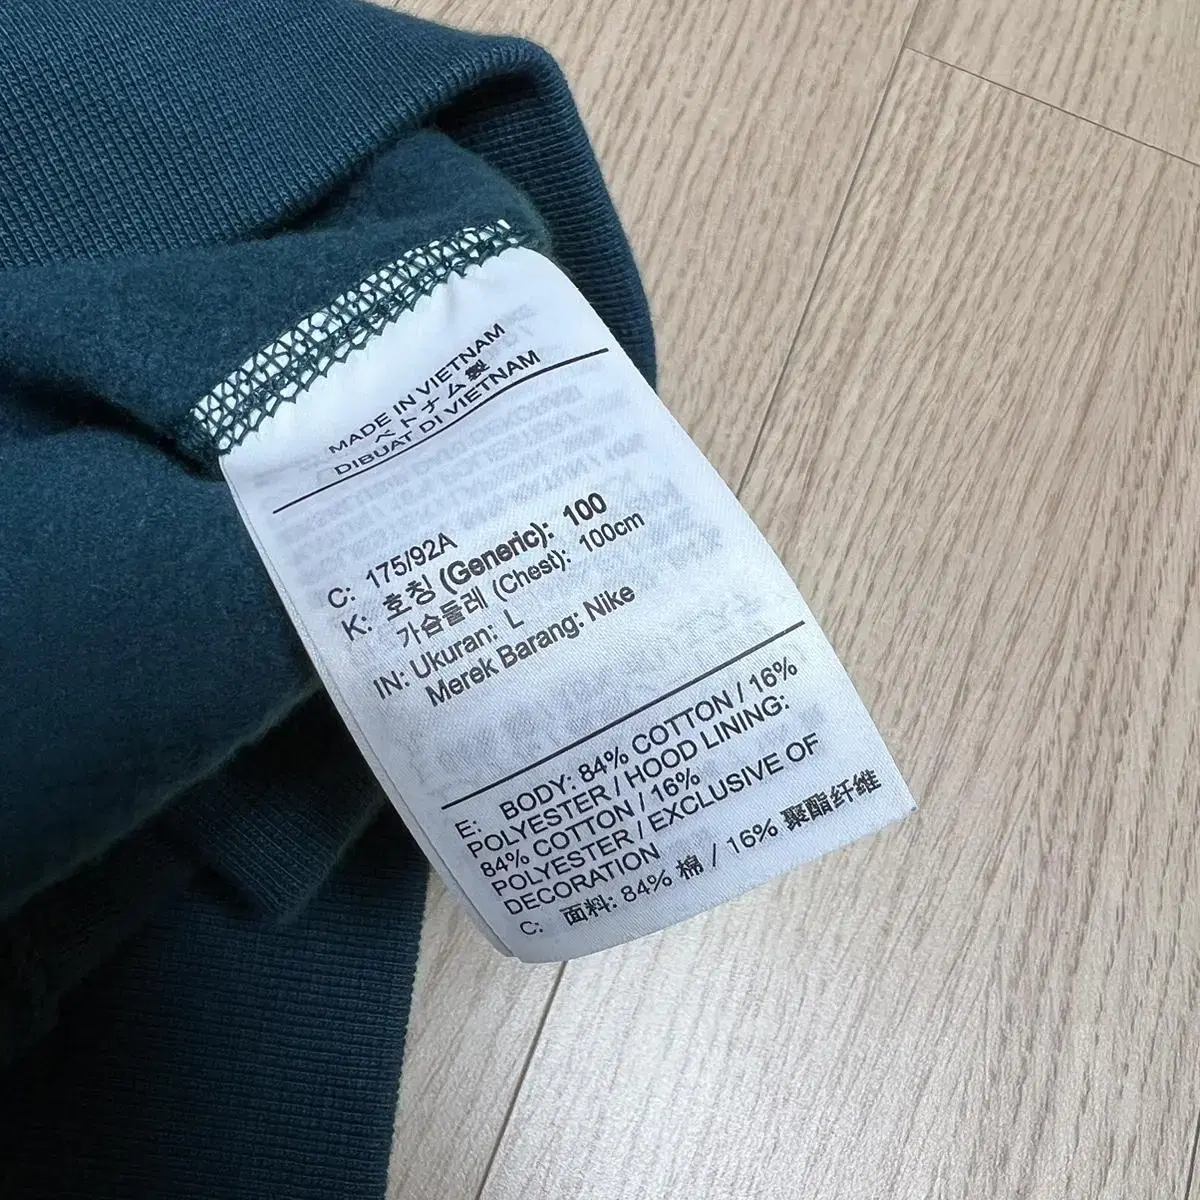 MADE IN VIETNAM
ベトナム製
DIBUAT DI VIETNAM
C: 175/92A
K: 호칭 (Generic): 100
가슴둘레 (Chest): 100cm
IN: Ukuran: L
Merek Barang: Nike
E: BODY: 84% COTTON / 16%
POLYESTER / HOOD LINING:
84% COTTON / 16%
POLYESTER / EXCLUSIVE OF
DECORATION
C: 面料: 84% 棉 / 16% 聚酯纤维